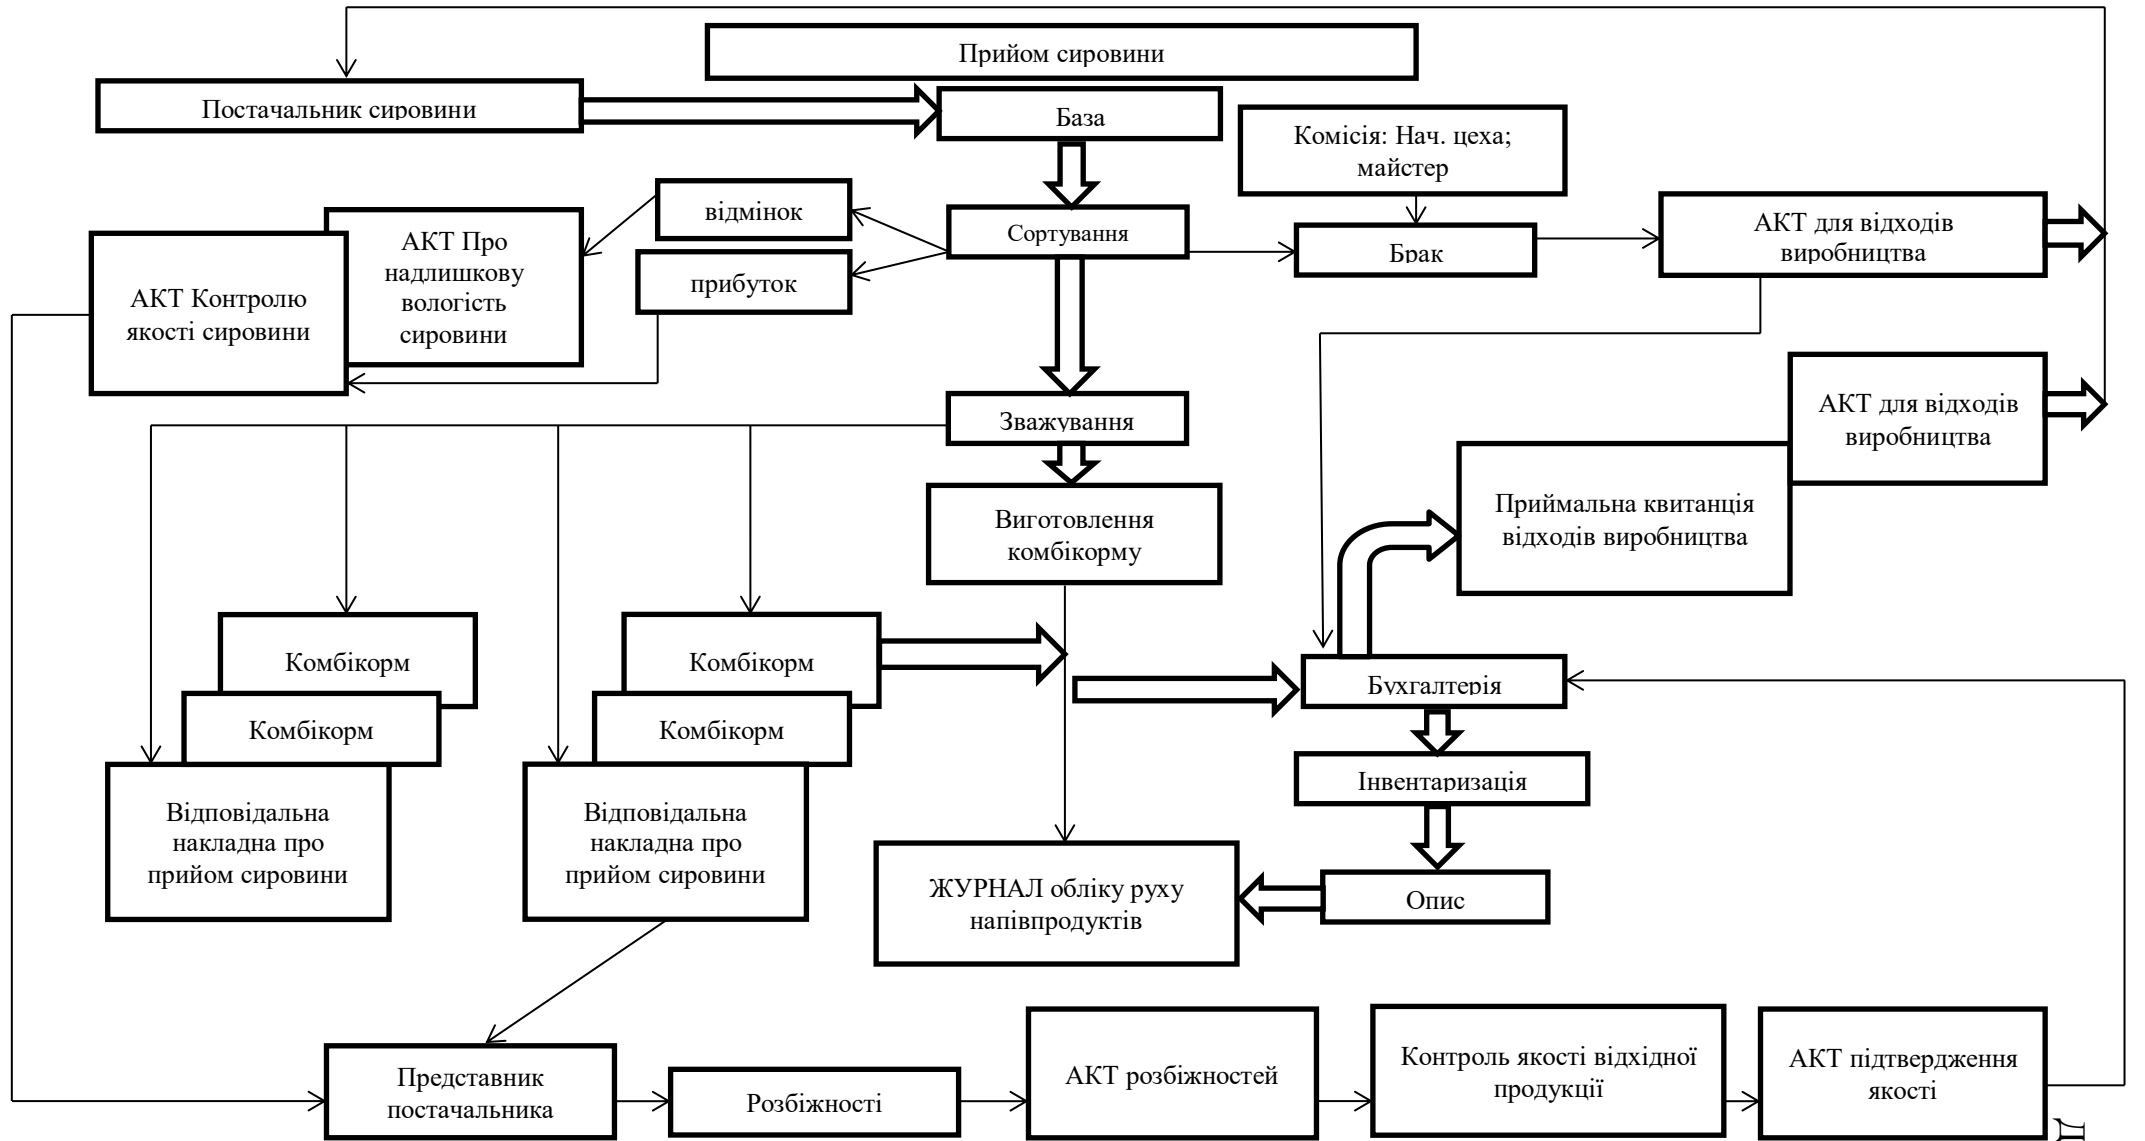 Прийом сировини
Постачальник сировини
База
Комісія: Нач. цеха;
майстер
відмінок
Сортування
АКТ для відходів
виробництва
АКТ Про
надлишкову
вологість
сировини
Брак
прибуток
АКТ Контролю
якості сировини
Зважування
АКТ для відходів
виробництва
Виготовлення
комбікорму
Приймальна квитанція
відходів виробництва
Комбікорм
Комбікорм
Бухгалтерія
Комбікорм
Комбікорм
Інвентаризація
Відповідальна
накладна про
прийом сировини
Відповідальна
накладна про
прийом сировини
ЖУРНАЛ обліку руху
напівпродуктів
Опис
Представник
постачальника
Розбіжності
АКТ розбіжностей
Контроль якості відхідної
продукції
АКТ підтвердження
якості